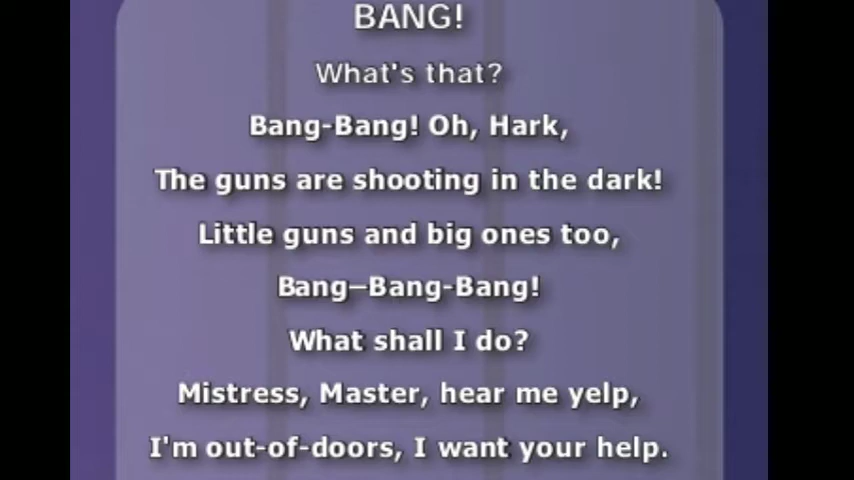 BANG!
What's that?
Bang-Bang! Oh, Hark,
The guns are shooting in the dark!
Little guns and big ones too,
Bang–Bang-Bang!
What shall I do?
Mistress, Master, hear me yelp,
I'm out-of-doors, I want your help.